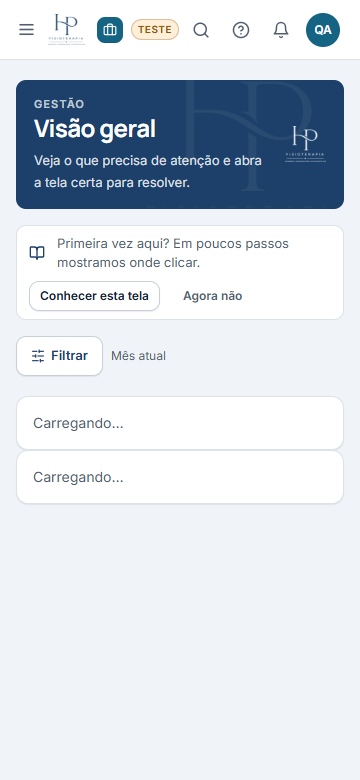 HP
FISIOTERAPIA
TESTE
QA
GESTÃO
Visão geral
Veja o que precisa de atenção e abra
a tela certa para resolver.
HP
FISIOTERAPIA
Primeira vez aqui? Em poucos passos
mostramos onde clicar.
Conhecer esta tela
Agora não
Filtrar
Mês atual
Carregando...
Carregando...